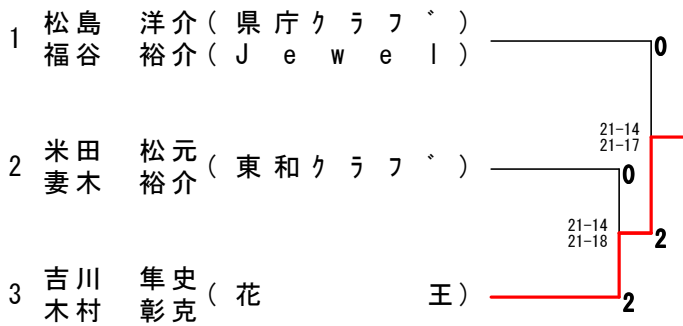 1 松島 洋介(県庁ｸﾗﾌﾞ)
福谷 裕介(Jewel)
0
21-14
21-17
2 米田 松元(東和ｸﾗﾌﾞ)
妻木 裕介
0
21-14
21-18
2
3 吉川 隼史(花王)
木村 彰克
2